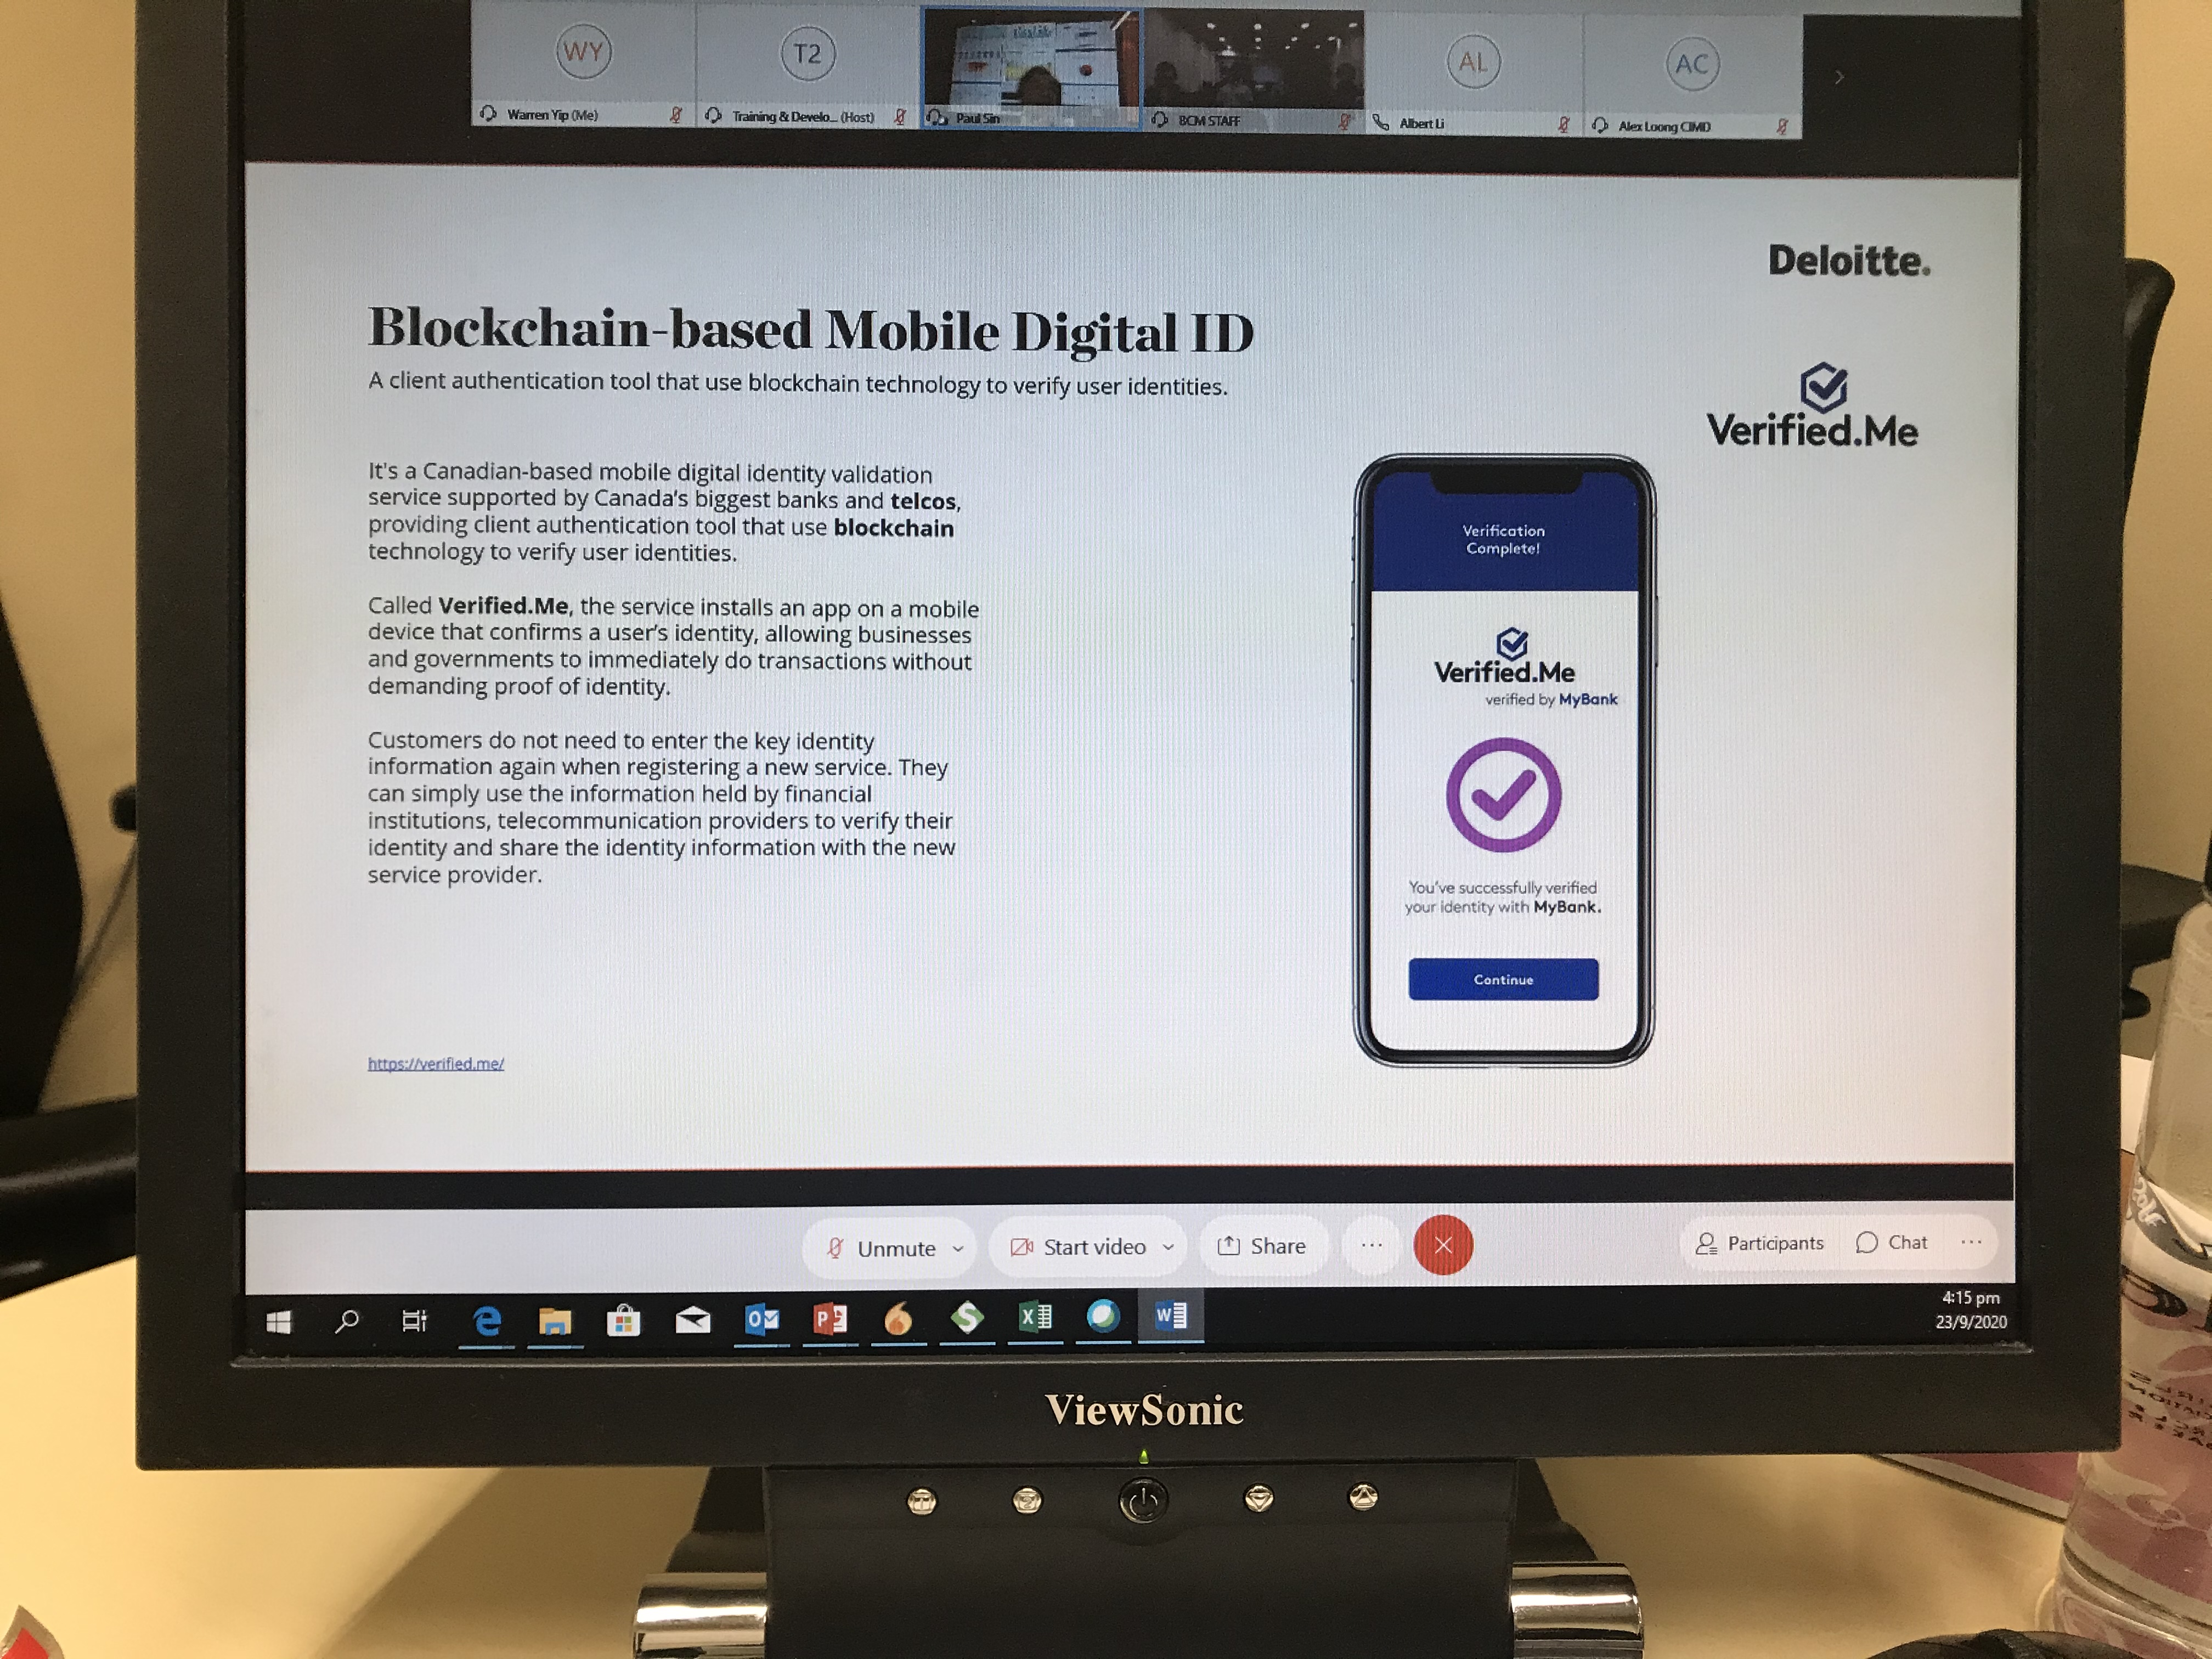 WY
T2
AL
AC
Warren Yip (Me)
Training & Develo... (Host)
Paul Sin
BCM STAFF
Albert Li
Alex Loong CIMD
Deloitte.
Blockchain-based Mobile Digital ID
A client authentication tool that use blockchain technology to verify user identities.
Verified.Me
It's a Canadian-based mobile digital identity validation
service supported by Canada's biggest banks and telcos,
providing client authentication tool that use blockchain
technology to verify user identities.
Called Verified.Me, the service installs an app on a mobile
device that confirms a user's identity, allowing businesses
and governments to immediately do transactions without
demanding proof of identity.
Customers do not need to enter the key identity
information again when registering a new service. They
can simply use the information held by financial
institutions, telecommunication providers to verify their
identity and share the identity information with the new
service provider.
https://verified.me/
Verification
Complete!
Verified.Me
verified by MyBank
You've successfully verified
your identity with MyBank.
Continue
Unmute
Start video
Share
Participants
Chat
4:15 pm
23/9/2020
ViewSonic